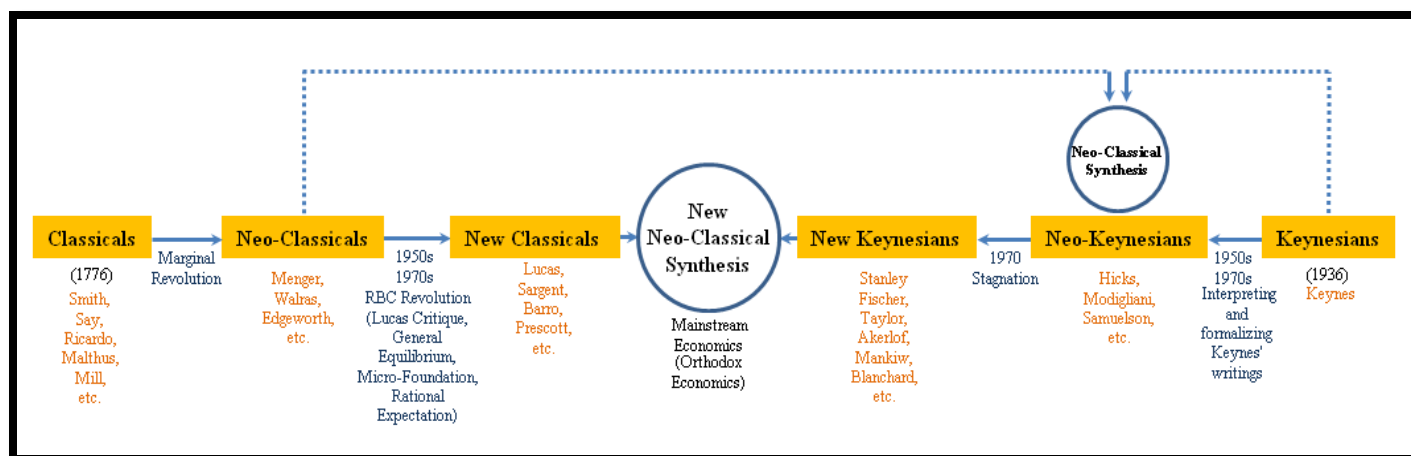 Neo-Classical
Synthesis
Classicals
(1776)
Smith,
Say,
Ricardo,
Malthus,
Mill,
etc.
Marginal
Revolution
Neo-Classicals
Menger,
Walras,
Edgeworth,
etc.
1950s
1970s
RBC Revolution
(Lucas Critique,
General
Equilibrium,
Micro-Foundation,
Rational
Expectation)
New Classicals
Lucas,
Sargent,
Barro,
Prescott,
etc.
New
Neo-Classical
Synthesis
Mainstream
Economics
(Orthodox
Economics)
New Keynesians
Stanley
Fischer,
Taylor,
Akerlof,
Mankiw,
Blanchard,
etc.
1970
Stagnation
Neo-Keynesians
Hicks,
Modigliani,
Samuelson,
etc.
1950s
1970s
Interpreting
and
formalizing
Keynes'
writings
Keynesians
(1936)
Keynes